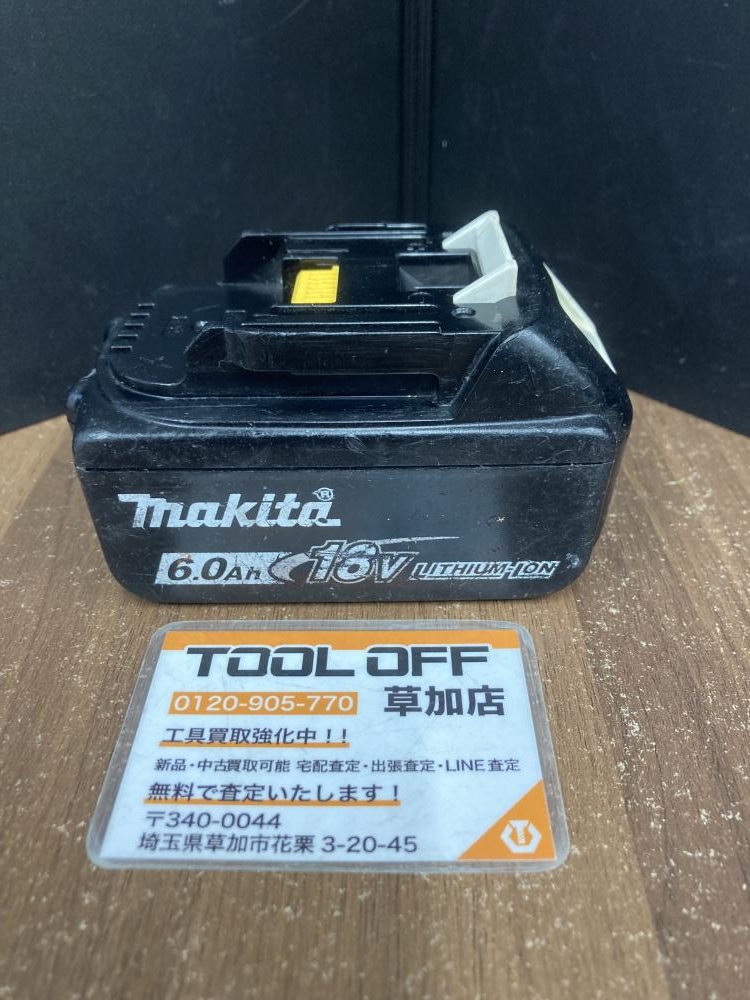 makita®
6.0Ah 18V LITHIUM-ION
TOOL OFF
0120-905-770 草加店
工具買取強化中!!
新品・中古買取可能 宅配査定・出張査定・LINE査定
無料で査定いたします!
〒340-0044
埼玉県草加市花栗 3-20-45